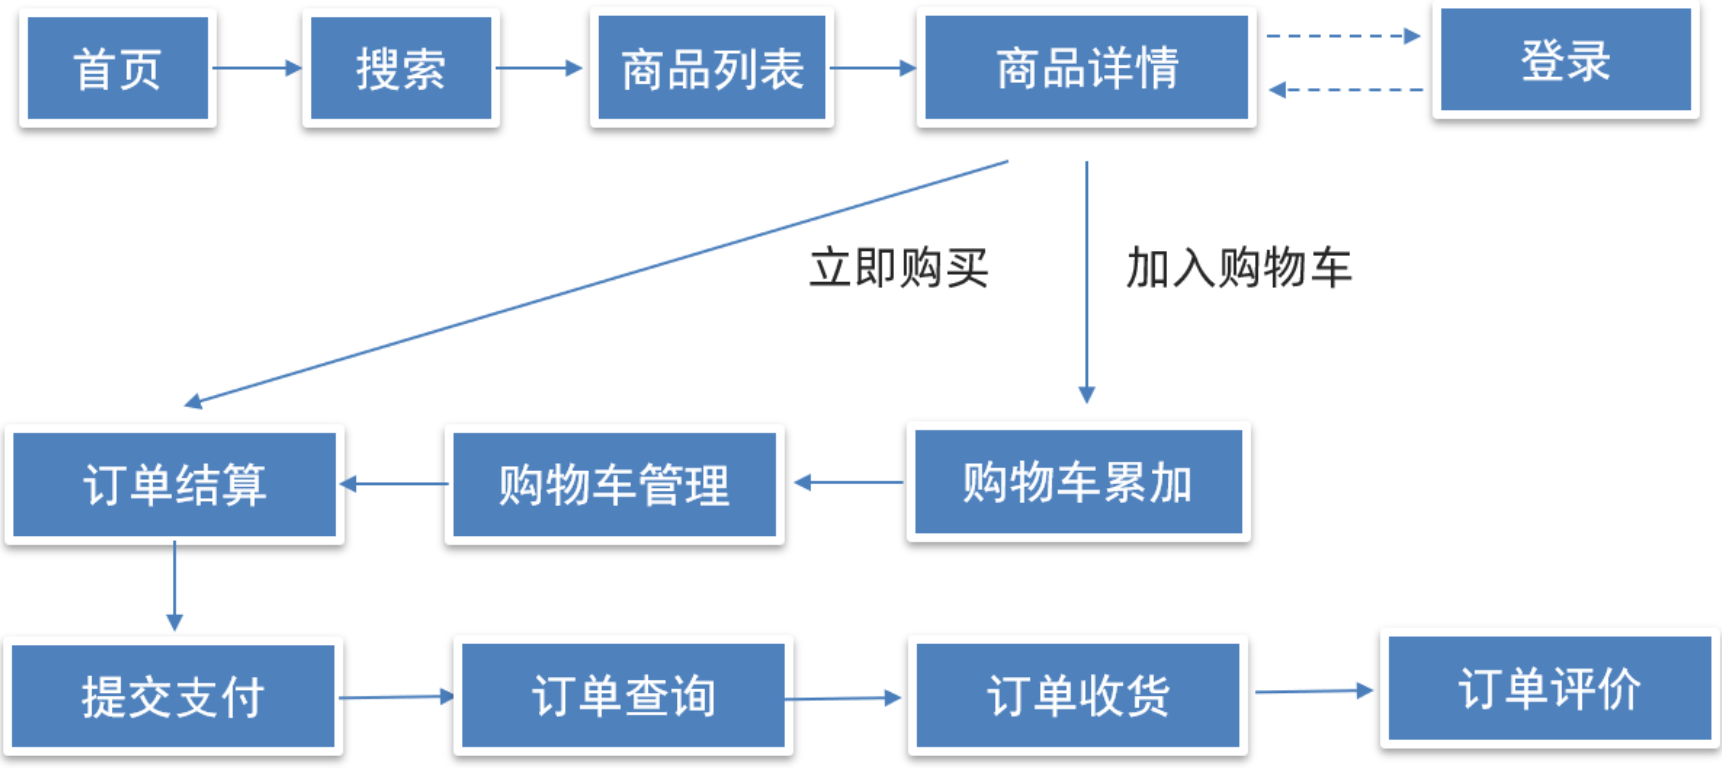 首页
搜索
商品列表
商品详情
登录
立即购买
加入购物车
订单结算
购物车管理
购物车累加
提交支付
订单查询
订单收货
订单评价